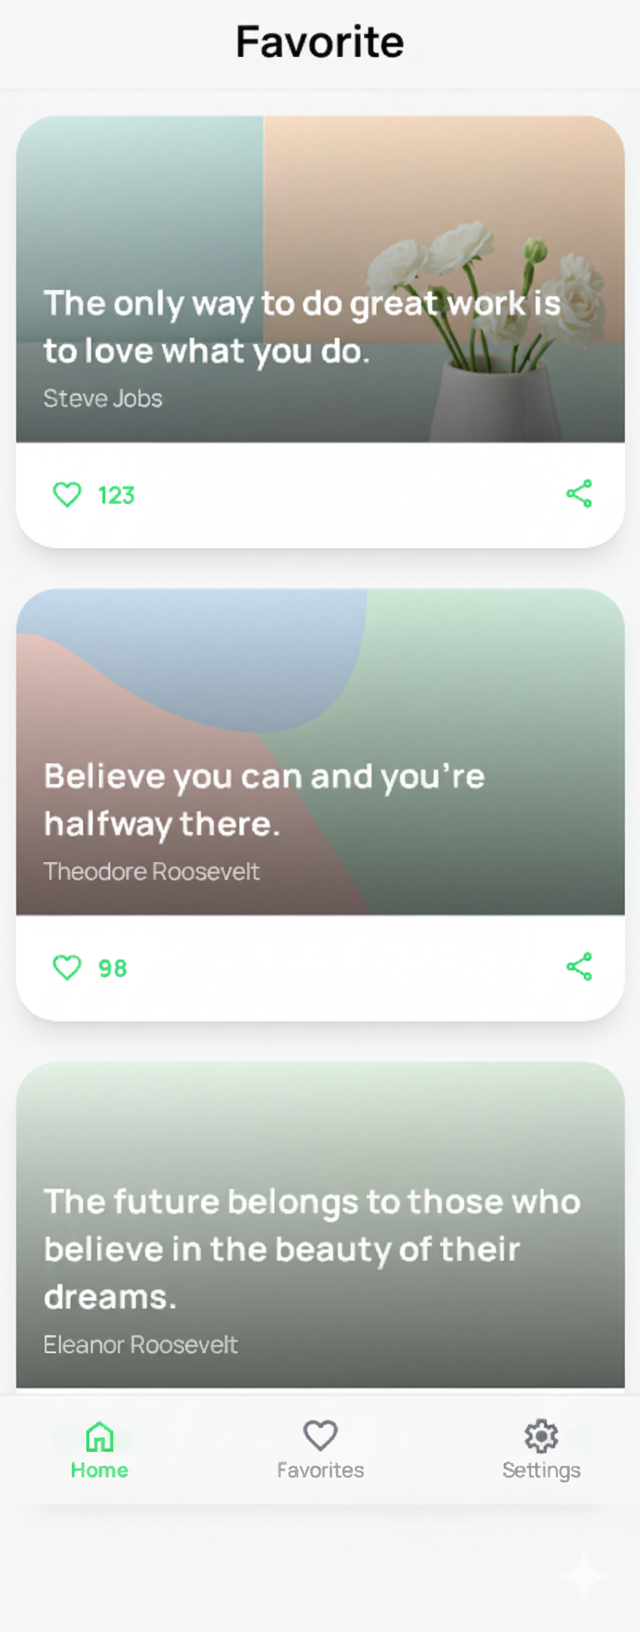 Favorite
The only way to do great work is
to love what you do.
Steve Jobs
123
Believe you can and you’re
halfway there.
Theodore Roosevelt
98
The future belongs to those who
believe in the beauty of their
dreams.
Eleanor Roosevelt
Home
Favorites
Settings